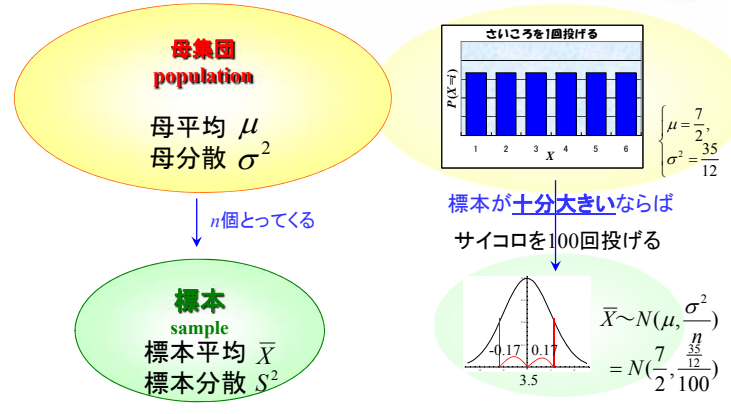 母集団
population
母平均 μ
母分散 σ²
n個とってくる
標本
sample
標本平均 X̄
標本分散 S²
さいころを1回投げる
P(X=i)
1 2 3 4 5 6
X
μ = 7/2,
σ² = 35/12
標本が十分大きいならば
サイコロを100回投げる
-0.17 0.17
3.5
X̄〜N(μ, σ²/n)
= N(7/2, (35/12)/100)